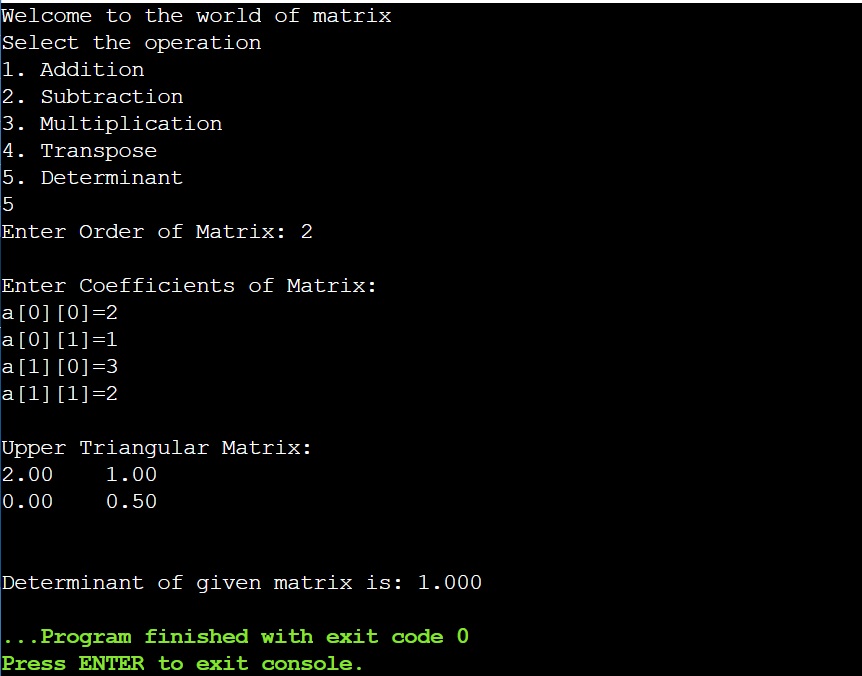 Welcome to the world of matrix
Select the operation
1. Addition
2. Subtraction
3. Multiplication
4. Transpose
5. Determinant
5
Enter Order of Matrix: 2
Enter Coefficients of Matrix:
a[0][0]=2
a[0][1]=1
a[1][0]=3
a[1][1]=2
Upper Triangular Matrix:
2.00    1.00
0.00    0.50
Determinant of given matrix is: 1.000
...Program finished with exit code 0
Press ENTER to exit console.